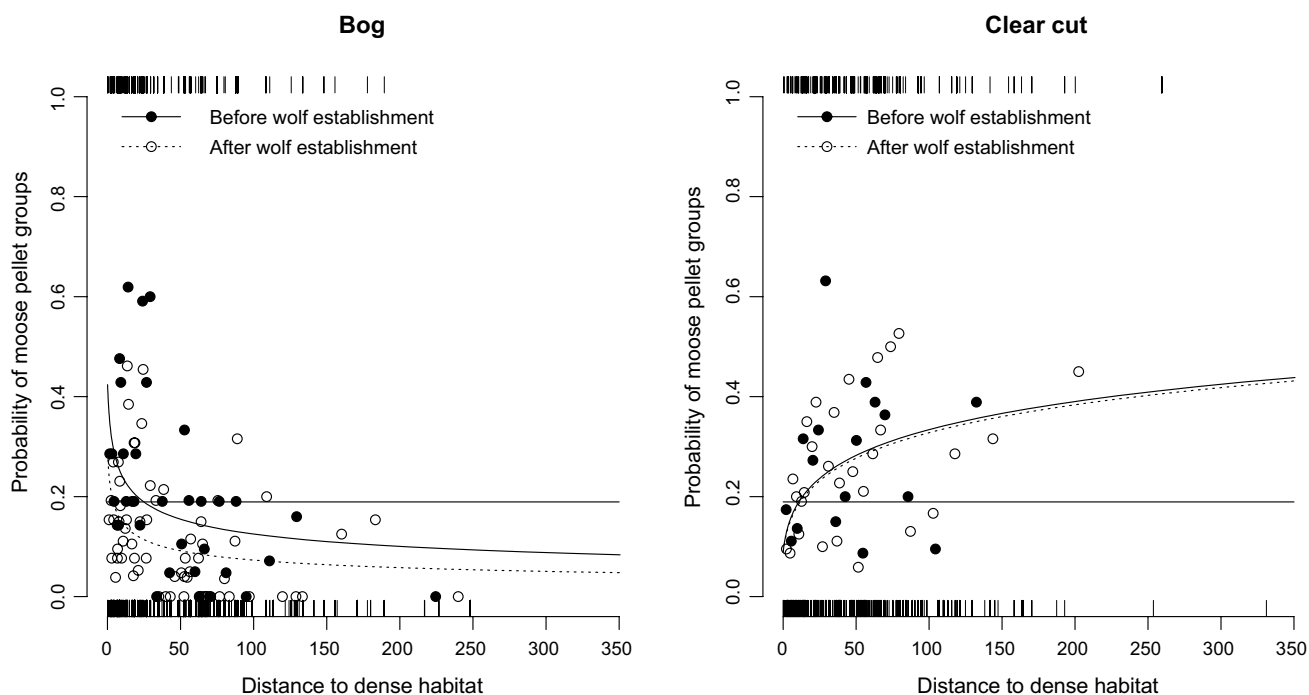 Bog
Before wolf establishment
After wolf establishment
Probability of moose pellet groups
0.0
0.2
0.4
0.6
0.8
1.0
0
50
100
150
200
250
300
350
Distance to dense habitat
Clear cut
Before wolf establishment
After wolf establishment
Probability of moose pellet groups
0.0
0.2
0.4
0.6
0.8
1.0
0
50
100
150
200
250
300
350
Distance to dense habitat